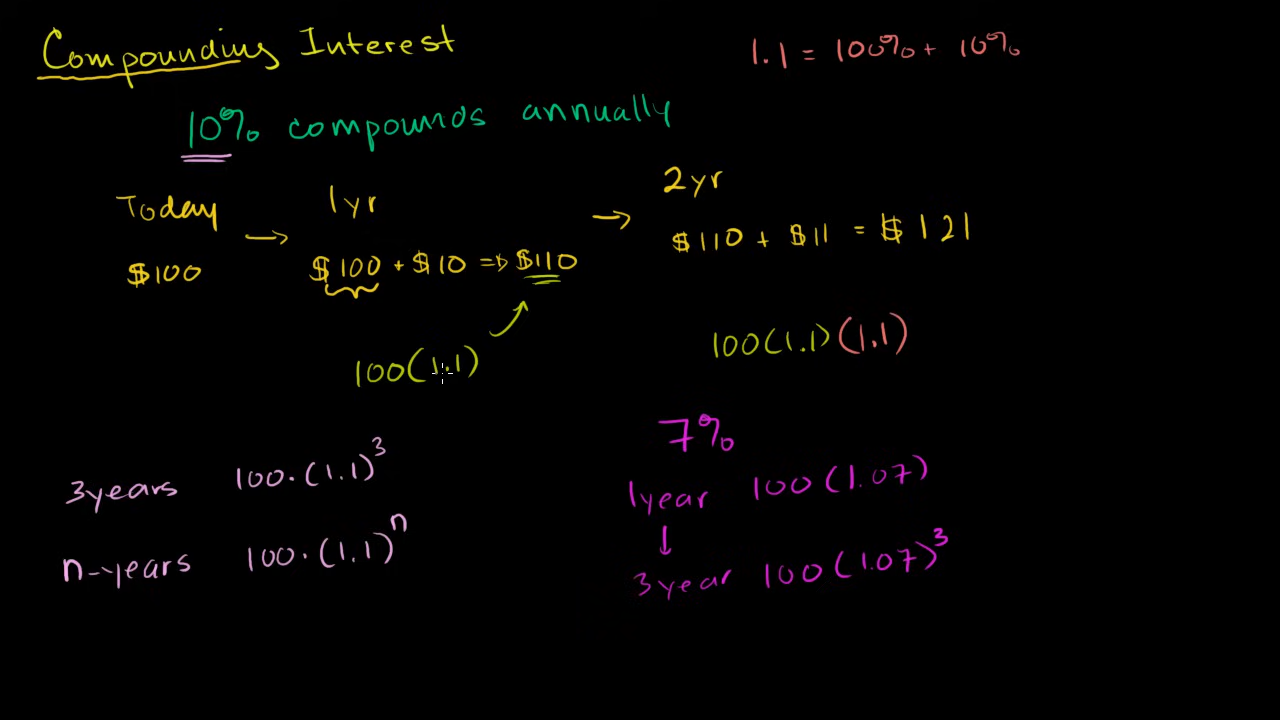 Compounding Interest
1.1 = 100% + 10%
10% compounds annually
Today → 1yr → 2yr
$100
$100 + $10 => $110
$110 + $11 = $121
100(1.1)
100(1.1)(1.1)
3years 100·(1.1)³
n-years 100·(1.1)ⁿ
7%
1year 100(1.07)
↓
3year 100(1.07)³